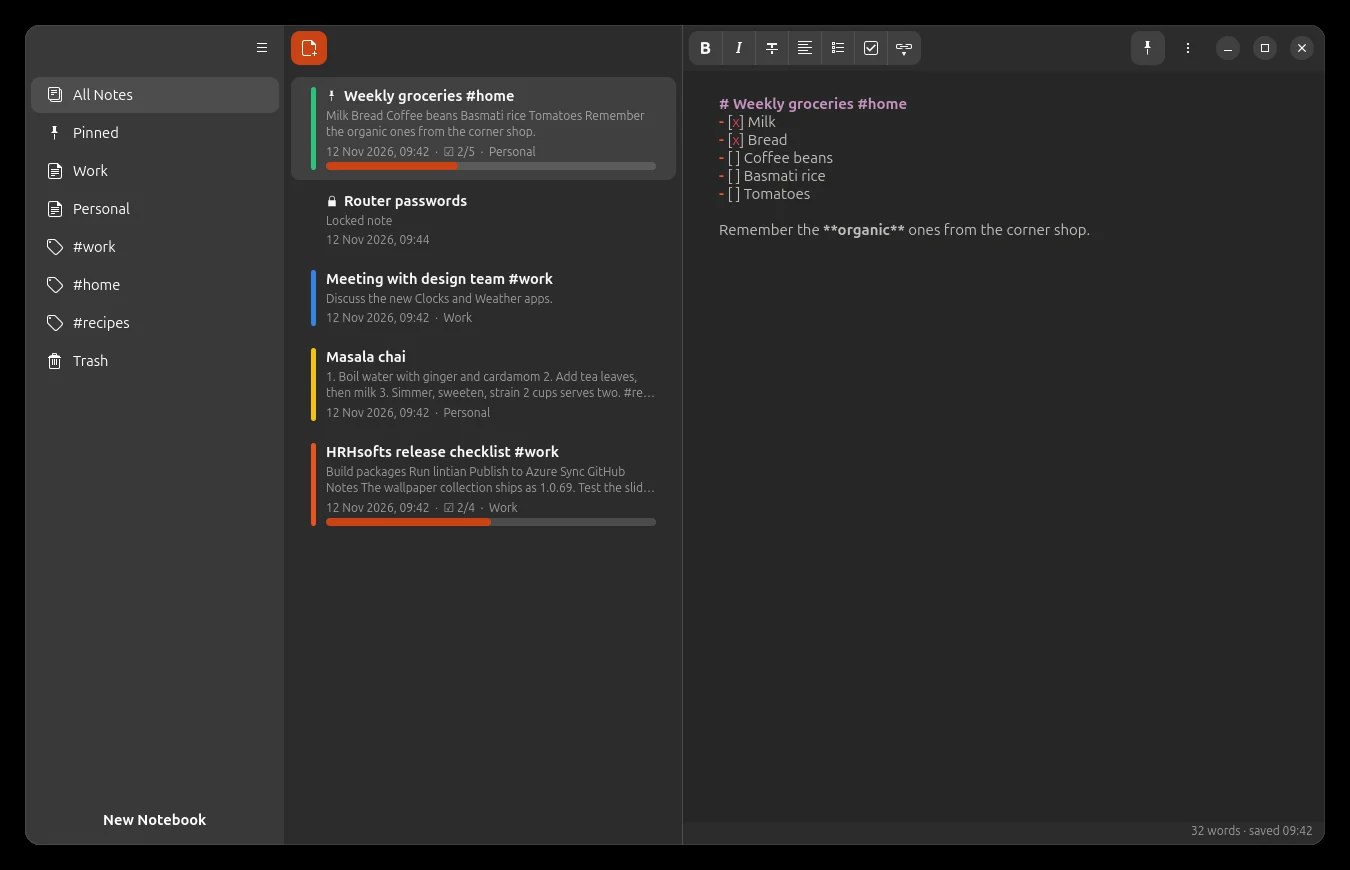 All Notes
Pinned
Work
Personal
#work
#home
#recipes
Trash
New Notebook
Weekly groceries #home
Milk Bread Coffee beans Basmati rice Tomatoes Remember
the organic ones from the corner shop.
12 Nov 2026, 09:42 · ☑ 2/5 · Personal
Router passwords
Locked note
12 Nov 2026, 09:44
Meeting with design team #work
Discuss the new Clocks and Weather apps.
12 Nov 2026, 09:42 · Work
Masala chai
1. Boil water with ginger and cardamom 2. Add tea leaves,
then milk 3. Simmer, sweeten, strain 2 cups serves two. #re…
12 Nov 2026, 09:42 · Personal
HRHsofts release checklist #work
Build packages Run lintian Publish to Azure Sync GitHub
Notes The wallpaper collection ships as 1.0.69. Test the slid…
12 Nov 2026, 09:42 · ☑ 2/4 · Work
B I T
# Weekly groceries #home
- [x] Milk
- [x] Bread
- [ ] Coffee beans
- [ ] Basmati rice
- [ ] Tomatoes
Remember the **organic** ones from the corner shop.
32 words · saved 09:42